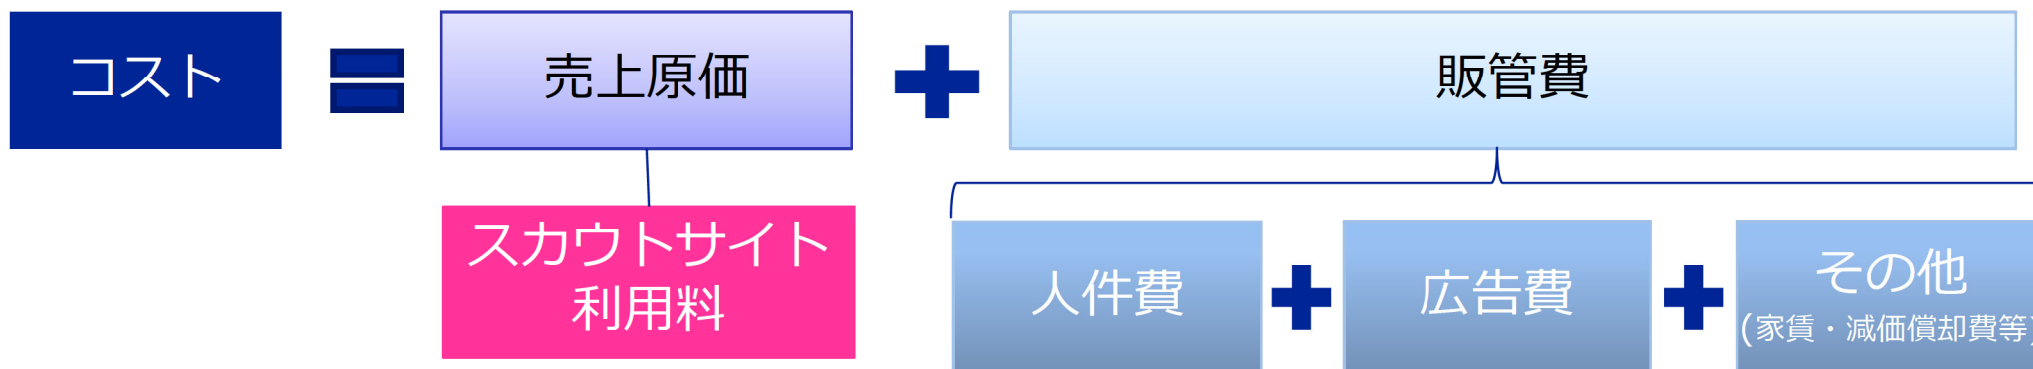 コスト
売上原価
販管費
スカウトサイト
利用料
人件費
広告費
その他
(家賃・減価償却費等)